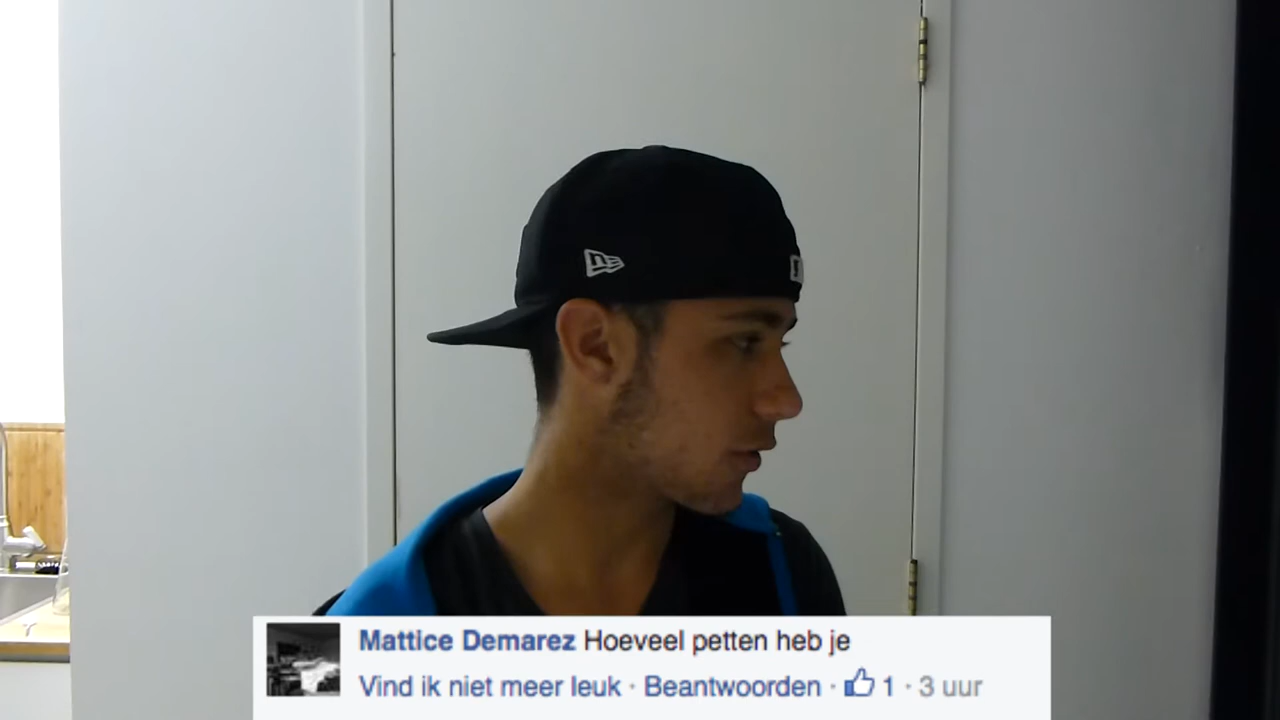 Mattice Demarez Hoeveel petten heb je
Vind ik niet meer leuk · Beantwoorden · 1 · 3 uur